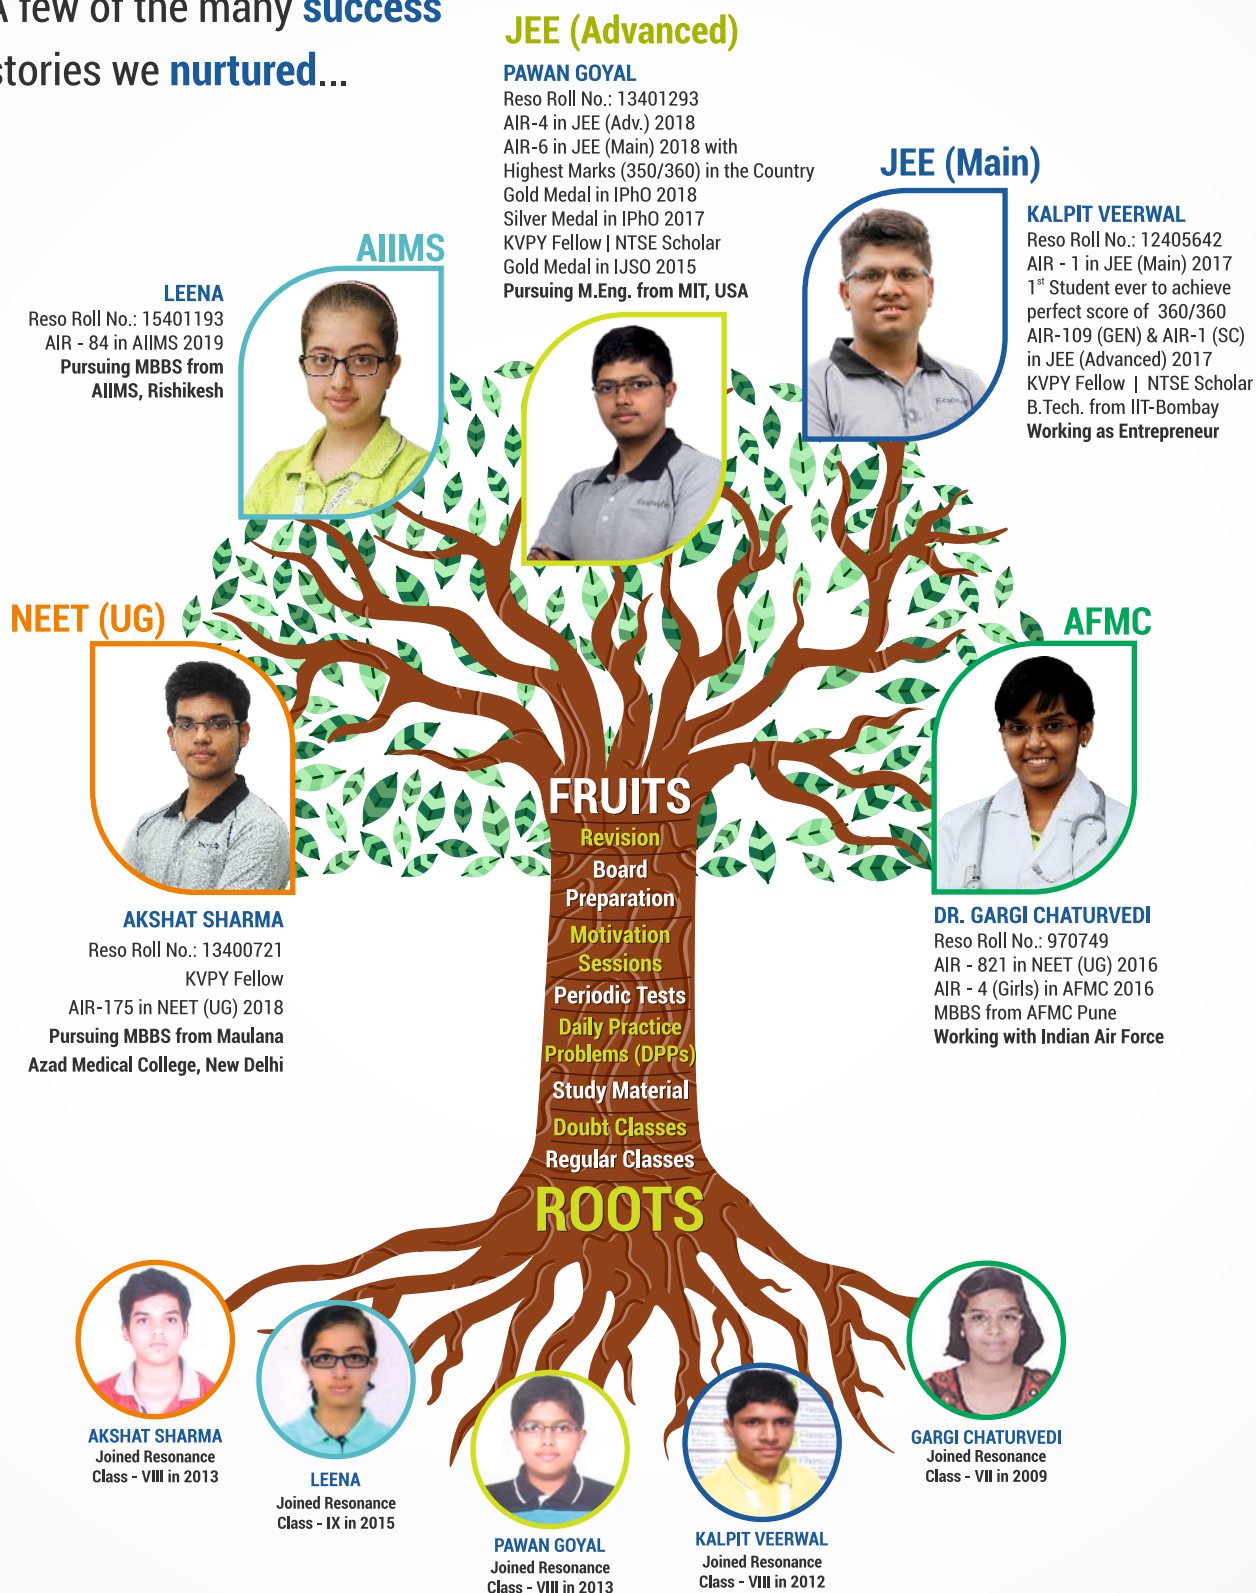 A few of the many success
stories we nurtured...
JEE (Advanced)
PAWAN GOYAL
Reso Roll No.: 13401293
AIR-4 in JEE (Adv.) 2018
AIR-6 in JEE (Main) 2018 with
Highest Marks (350/360) in the Country
Gold Medal in IPhO 2018
Silver Medal in IPhO 2017
KVPY Fellow | NTSE Scholar
Gold Medal in IJSO 2015
Pursuing M.Eng. from MIT, USA
JEE (Main)
KALPIT VEERWAL
Reso Roll No.: 12405642
AIR - 1 in JEE (Main) 2017
1st Student ever to achieve
perfect score of 360/360
AIR-109 (GEN) & AIR-1 (SC)
in JEE (Advanced) 2017
KVPY Fellow | NTSE Scholar
B.Tech. from IIT-Bombay
Working as Entrepreneur
AIIMS
LEENA
Reso Roll No.: 15401193
AIR - 84 in AIIMS 2019
Pursuing MBBS from
AIIMS, Rishikesh
NEET (UG)
AKSHAT SHARMA
Reso Roll No.: 13400721
KVPY Fellow
AIR-175 in NEET (UG) 2018
Pursuing MBBS from Maulana
Azad Medical College, New Delhi
AFMC
DR. GARGI CHATURVEDI
Reso Roll No.: 970749
AIR - 821 in NEET (UG) 2016
AIR - 4 (Girls) in AFMC 2016
MBBS from AFMC Pune
Working with Indian Air Force
FRUITS
Revision
Board
Preparation
Motivation
Sessions
Periodic Tests
Daily Practice
Problems (DPPs)
Study Material
Doubt Classes
Regular Classes
ROOTS
AKSHAT SHARMA
Joined Resonance
Class - VIII in 2013
LEENA
Joined Resonance
Class - IX in 2015
PAWAN GOYAL
Joined Resonance
Class - VIII in 2013
KALPIT VEERWAL
Joined Resonance
Class - VIII in 2012
GARGI CHATURVEDI
Joined Resonance
Class - VII in 2009